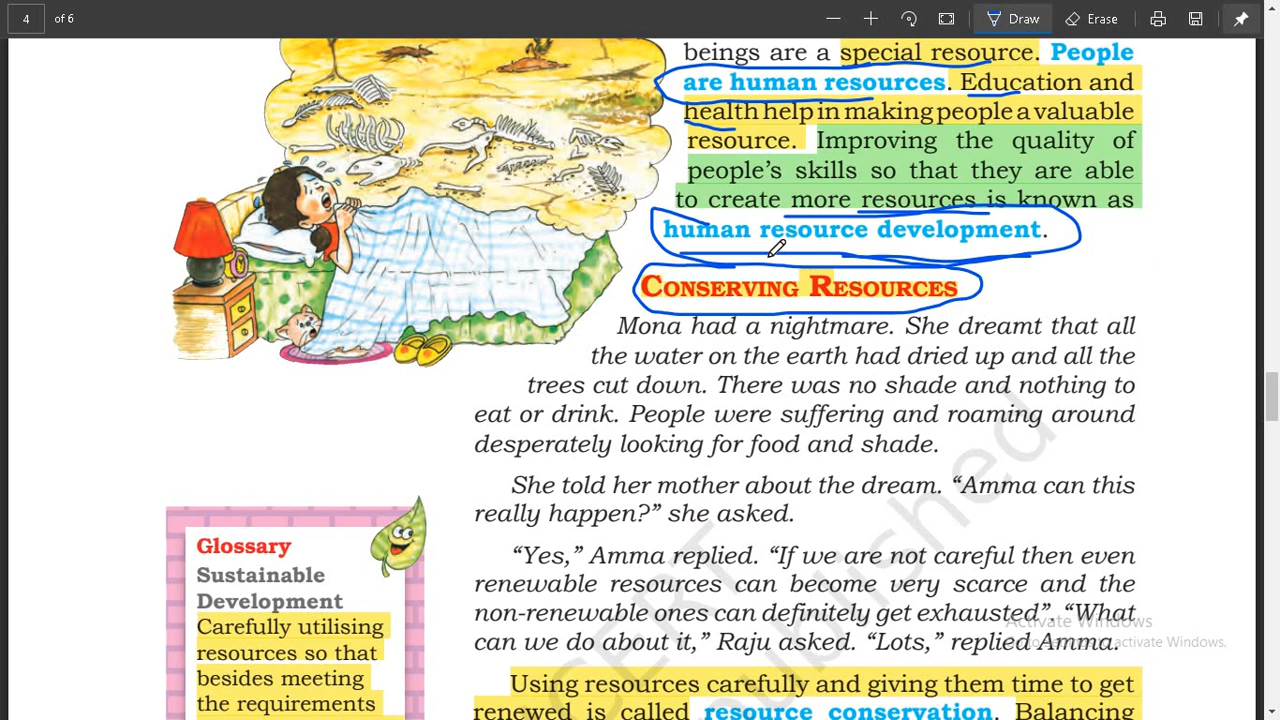 4 of 6
Draw
Erase
beings are a special resource. People
are human resources. Education and
health help in making people a valuable
resource. Improving the quality of
people's skills so that they are able
to create more resources is known as
human resource development.
CONSERVING RESOURCES
Mona had a nightmare. She dreamt that all
the water on the earth had dried up and all the
trees cut down. There was no shade and nothing to
eat or drink. People were suffering and roaming around
desperately looking for food and shade.
She told her mother about the dream. “Amma can this
really happen?” she asked.
“Yes,” Amma replied. “If we are not careful then even
renewable resources can become very scarce and the
non-renewable ones can definitely get exhausted”. “What
can we do about it,” Raju asked. “Lots,” replied Amma.
Using resources carefully and giving them time to get
renewed is called resource conservation. Balancing
Glossary
Sustainable
Development
Carefully utilising
resources so that
besides meeting
the requirements
Activate Windows
activate Windows.